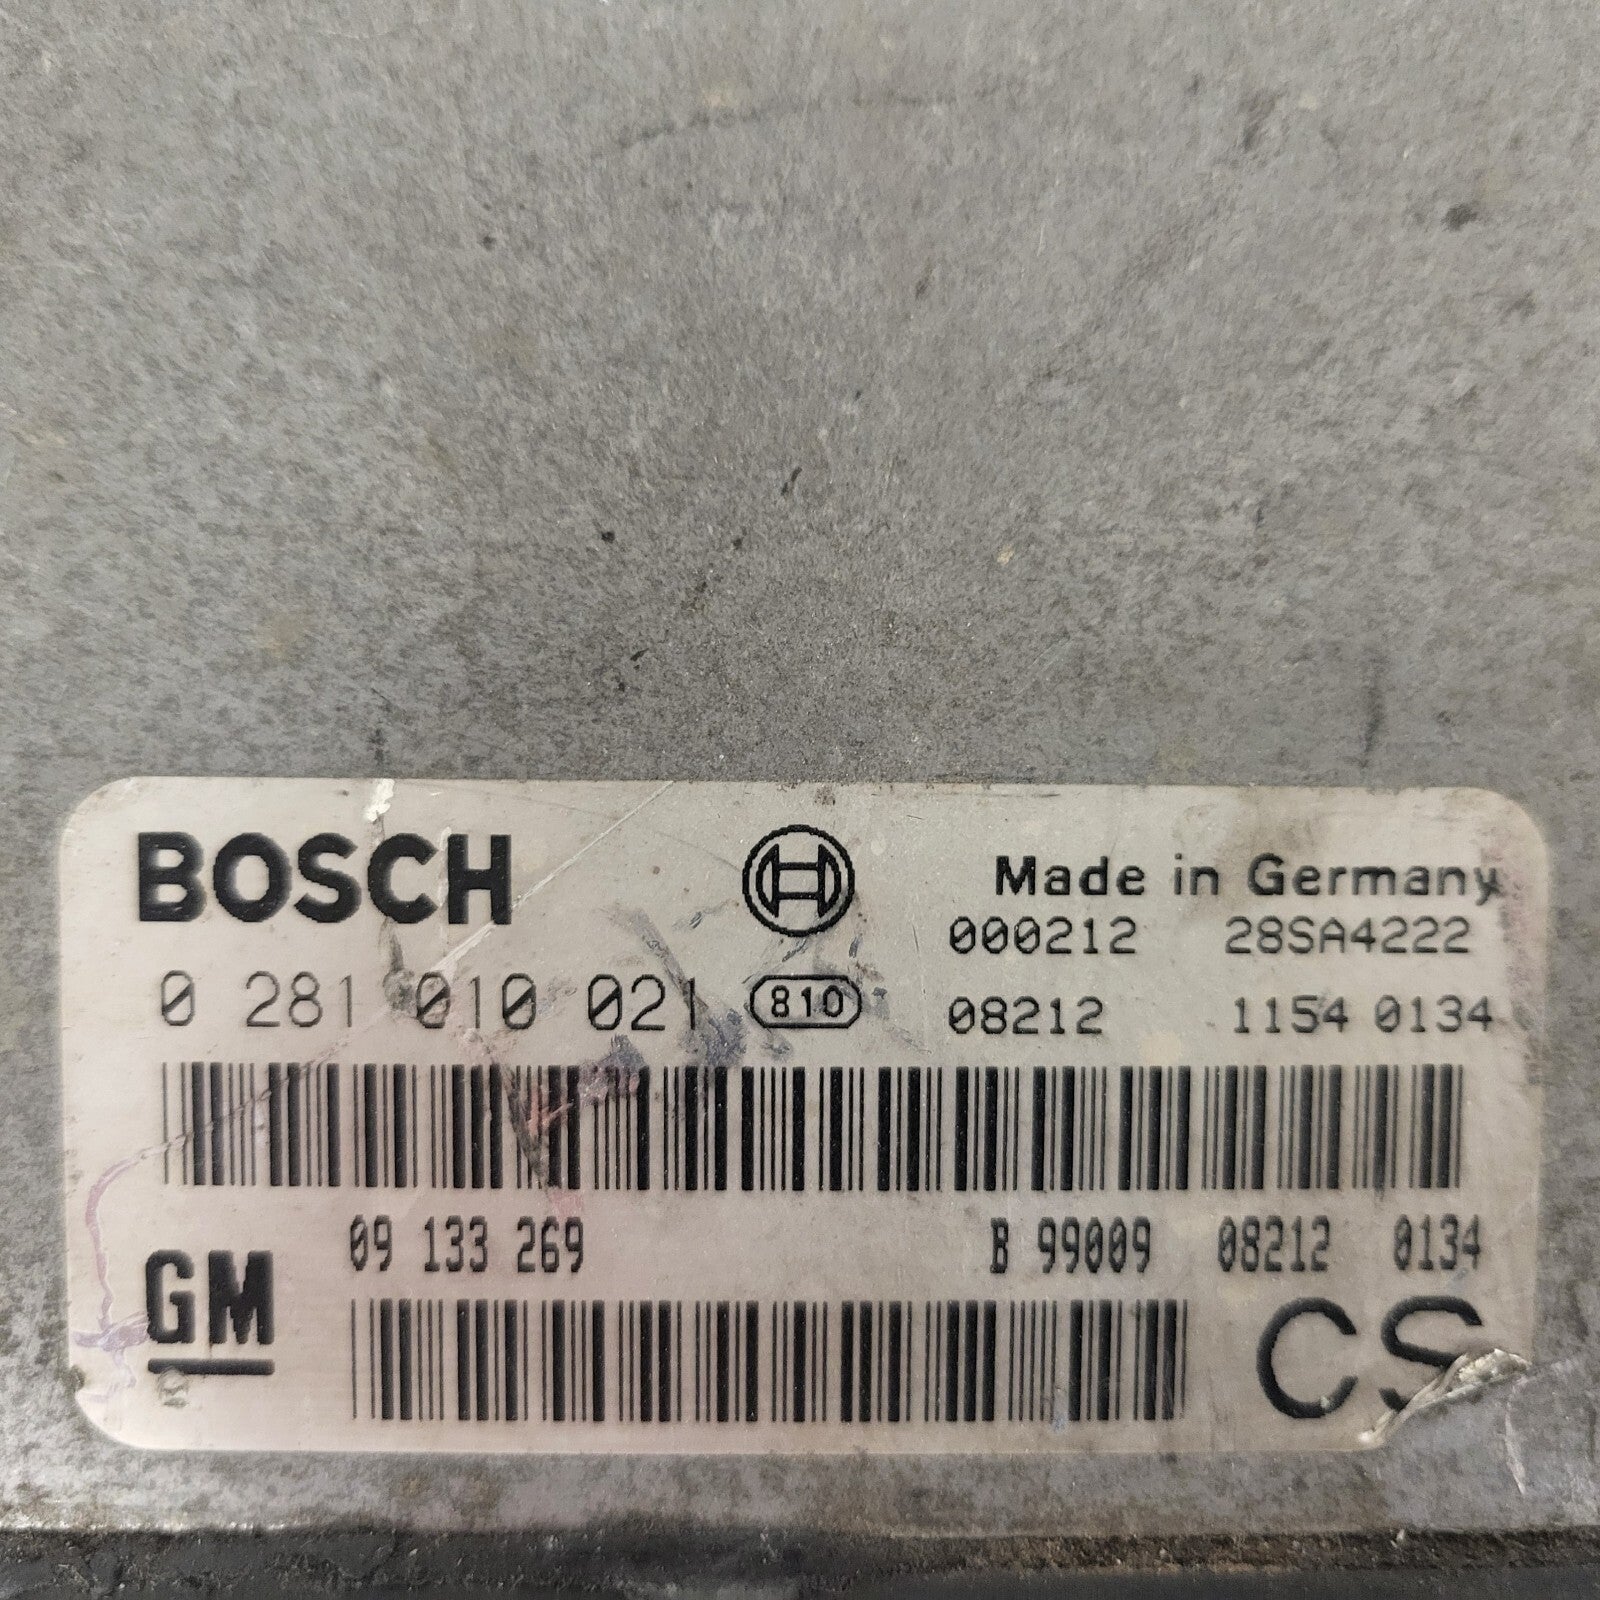 BOSCH
Made in Germany
000212 28SA4222
0 281 010 021 810 08212 1154 0134
09 133 269 B 99009 08212 0134
GM
CS